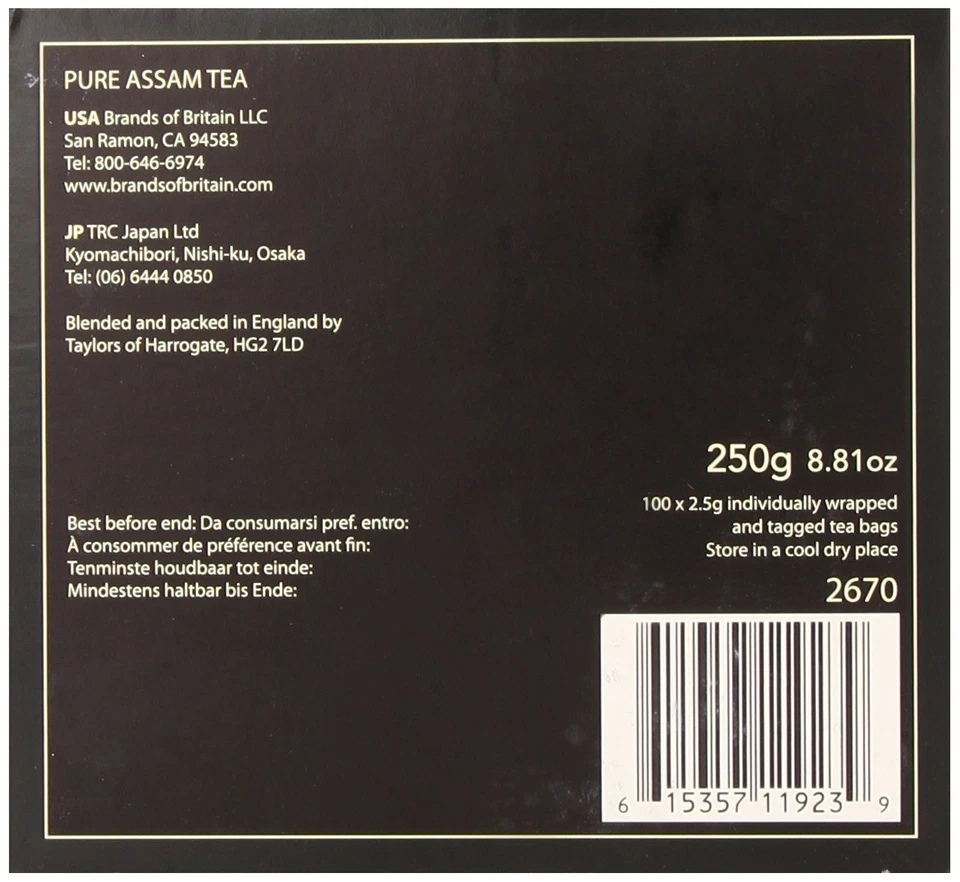 PURE ASSAM TEA
USA Brands of Britain LLC
San Ramon, CA 94583
Tel: 800-646-6974
www.brandsofbritain.com
JP TRC Japan Ltd
Kyomachibori, Nishi-ku, Osaka
Tel: (06) 6444 0850
Blended and packed in England by
Taylors of Harrogate, HG2 7LD
Best before end: Da consumarsi pref. entro:
À consommer de préférence avant fin:
Tenminste houdbaar tot einde:
Mindestens haltbar bis Ende:
250g 8.81oz
100 x 2.5g individually wrapped
and tagged tea bags
Store in a cool dry place
2670
6 15357 11923 9